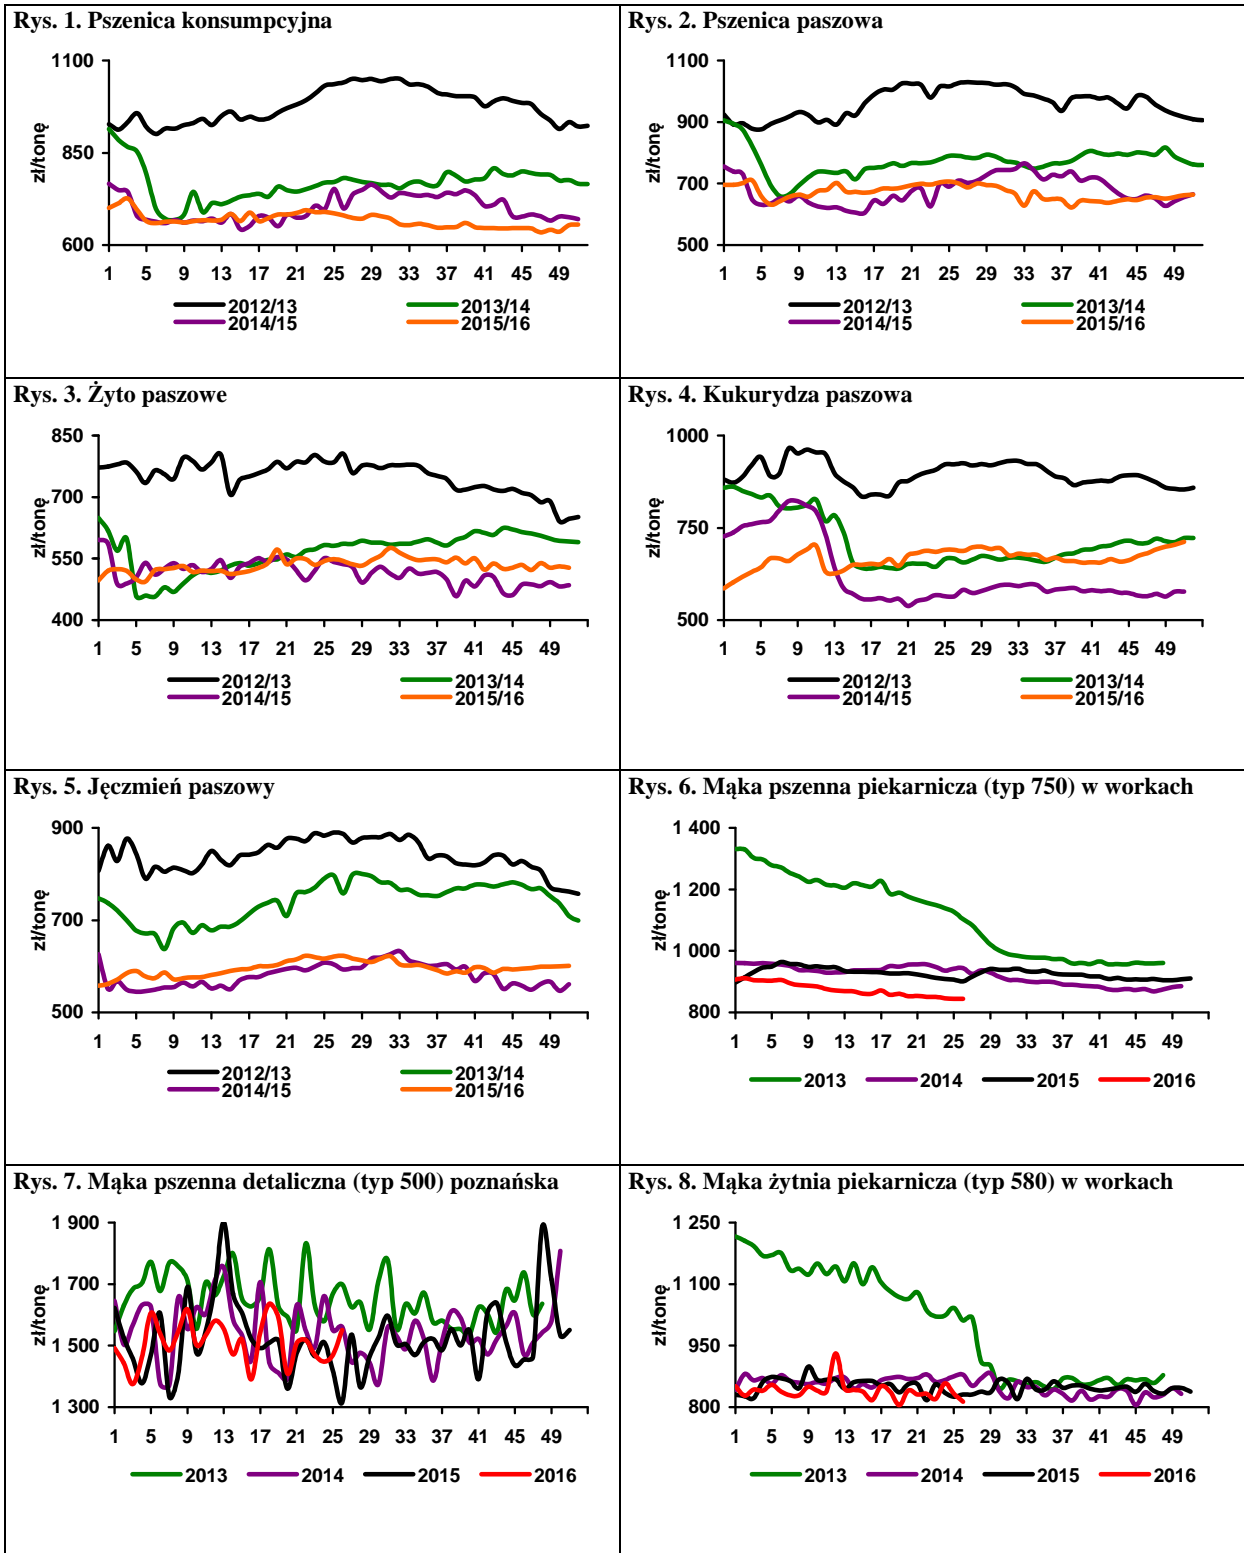 Rys. 1. Pszenica konsumpcyjna
1100
850
600
zł/tonę
1 5 9 13 17 21 25 29 33 37 41 45 49
2012/13 2013/14
2014/15 2015/16
Rys. 2. Pszenica paszowa
1100
900
700
500
zł/tonę
1 5 9 13 17 21 25 29 33 37 41 45 49
2012/13 2013/14
2014/15 2015/16
Rys. 3. Żyto paszowe
850
700
550
400
zł/tonę
1 5 9 13 17 21 25 29 33 37 41 45 49
2012/13 2013/14
2014/15 2015/16
Rys. 4. Kukurydza paszowa
1000
750
500
zł/tonę
1 5 9 13 17 21 25 29 33 37 41 45 49
2012/13 2013/14
2014/15 2015/16
Rys. 5. Jęczmień paszowy
900
700
500
zł/tonę
1 5 9 13 17 21 25 29 33 37 41 45 49
2012/13 2013/14
2014/15 2015/16
Rys. 6. Mąka pszenna piekarnicza (typ 750) w workach
1 400
1 200
1 000
800
zł/tonę
1 5 9 13 17 21 25 29 33 37 41 45 49
2013 2014 2015 2016
Rys. 7. Mąka pszenna detaliczna (typ 500) poznańska
1 900
1 700
1 500
1 300
zł/tonę
1 5 9 13 17 21 25 29 33 37 41 45 49
2013 2014 2015 2016
Rys. 8. Mąka żytnia piekarnicza (typ 580) w workach
1 250
1 100
950
800
zł/tonę
1 5 9 13 17 21 25 29 33 37 41 45 49
2013 2014 2015 2016